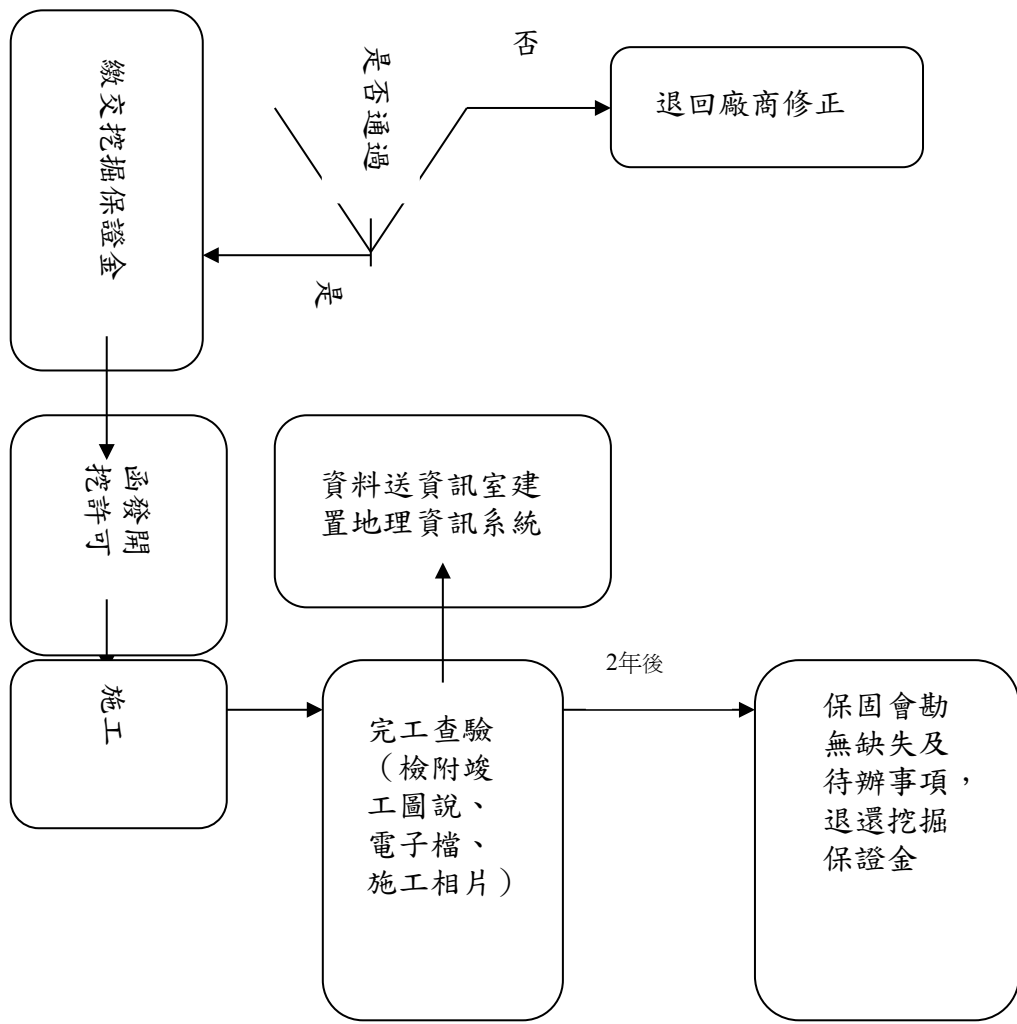 繳交挖掘保證金
是否通過
否
退回廠商修正
是
函發開
挖許可
資料送資訊室建
置地理資訊系統
施工
完工查驗
（檢附竣
工圖說、
電子檔、
施工相片）
2年後
保固會勘
無缺失及
待辦事項，
退還挖掘
保證金